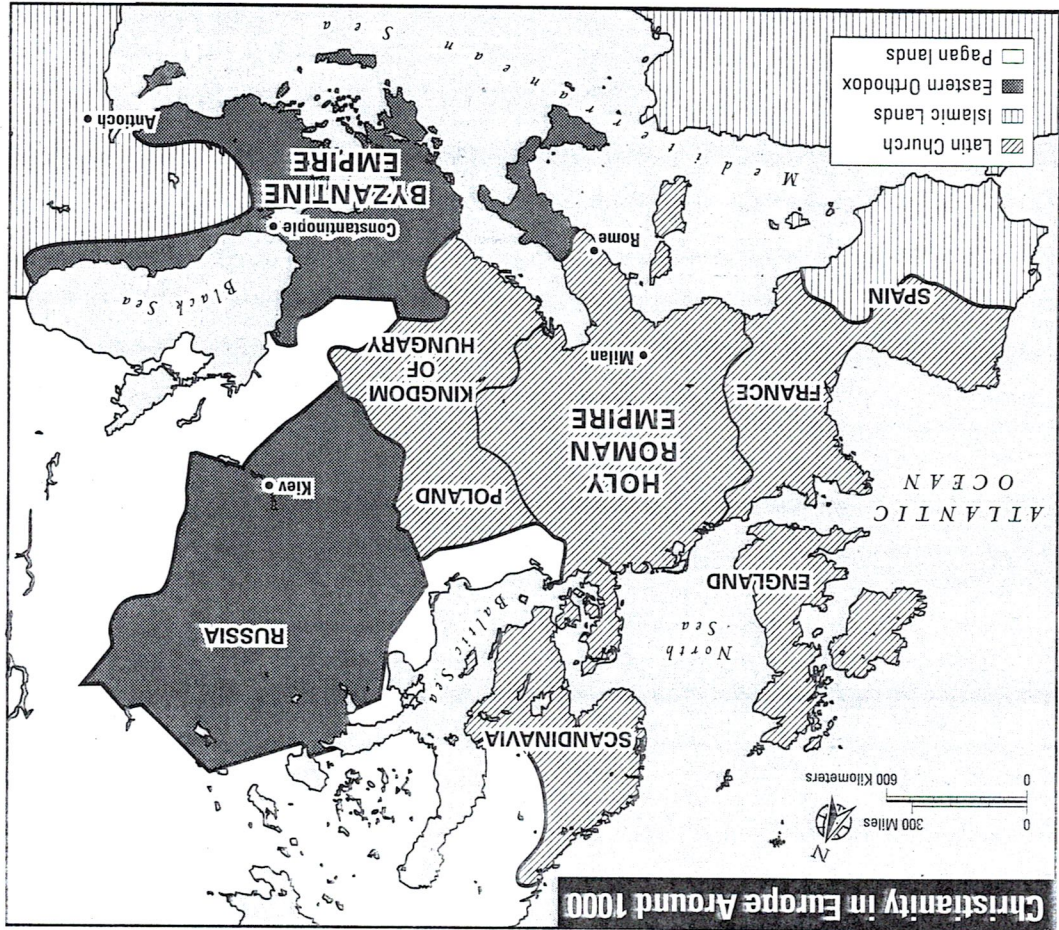 Christianity in Europe Around 1000
N
0 300 Miles
0 600 Kilometers
SCANDINAVIA
RUSSIA
North
Sea
Baltic Sea
ENGLAND
ATLANTIC
OCEAN
POLAND
Kiev
HOLY
ROMAN
EMPIRE
FRANCE
KINGDOM
OF
HUNGARY
Milan
SPAIN
Black Sea
Rome
Constantinople
BYZANTINE
EMPIRE
Antioch
Mediterranean Sea
Latin Church
Islamic Lands
Eastern Orthodox
Pagan lands